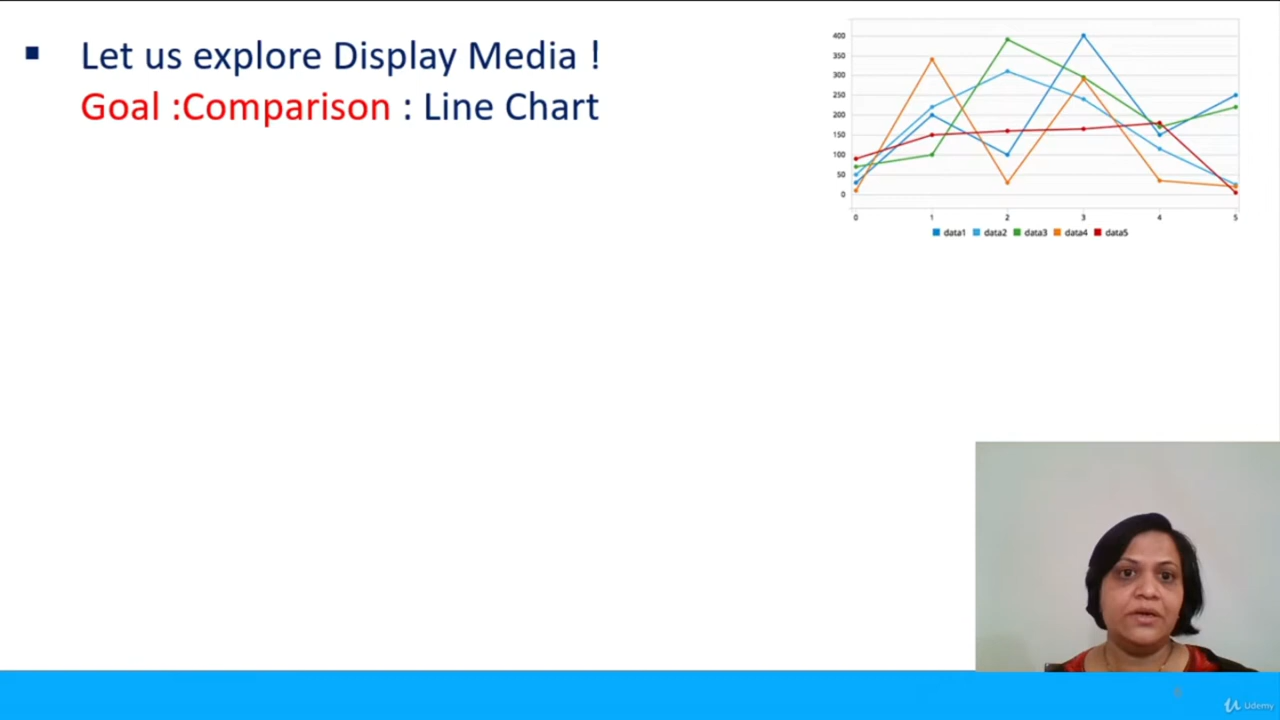 ▪ Let us explore Display Media !
Goal :Comparison : Line Chart
400
350
300
250
200
150
100
50
0
0 1 2 3 4 5
data1 data2 data3 data4 data5
Udemy